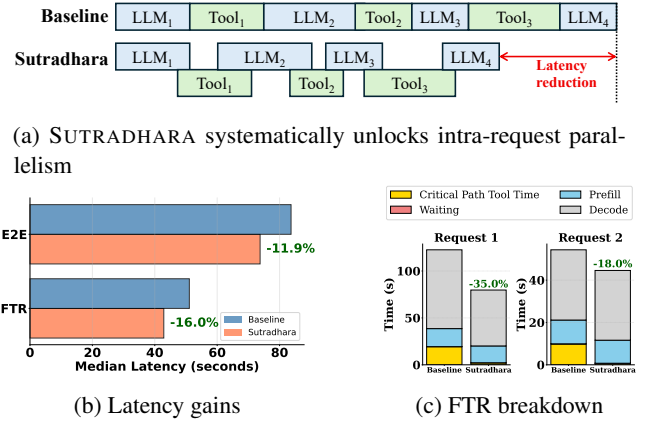 Baseline LLM₁ Tool₁ LLM₂ Tool₂ LLM₃ Tool₃ LLM₄
Sutradhara LLM₁ LLM₂ LLM₃ LLM₄
Tool₁ Tool₂ Tool₃
Latency
reduction
(a) SUTRADHARA systematically unlocks intra-request paral-
lelism
E2E
-11.9%
FTR
-16.0%
Baseline
Sutradhara
0 20 40 60 80
Median Latency (seconds)
(b) Latency gains
Critical Path Tool Time
Waiting
Prefill
Decode
Request 1
Time (s)
100
50
0
-35.0%
Baseline Sutradhara
Request 2
Time (s)
40
20
0
-18.0%
Baseline Sutradhara
(c) FTR breakdown